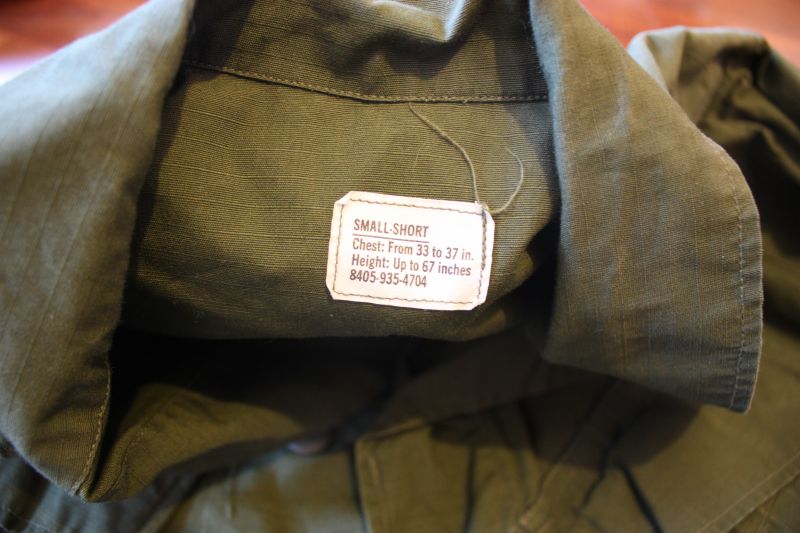 SMALL-SHORT
Chest: From 33 to 37 in.
Height: Up to 67 inches
8405-935-4704